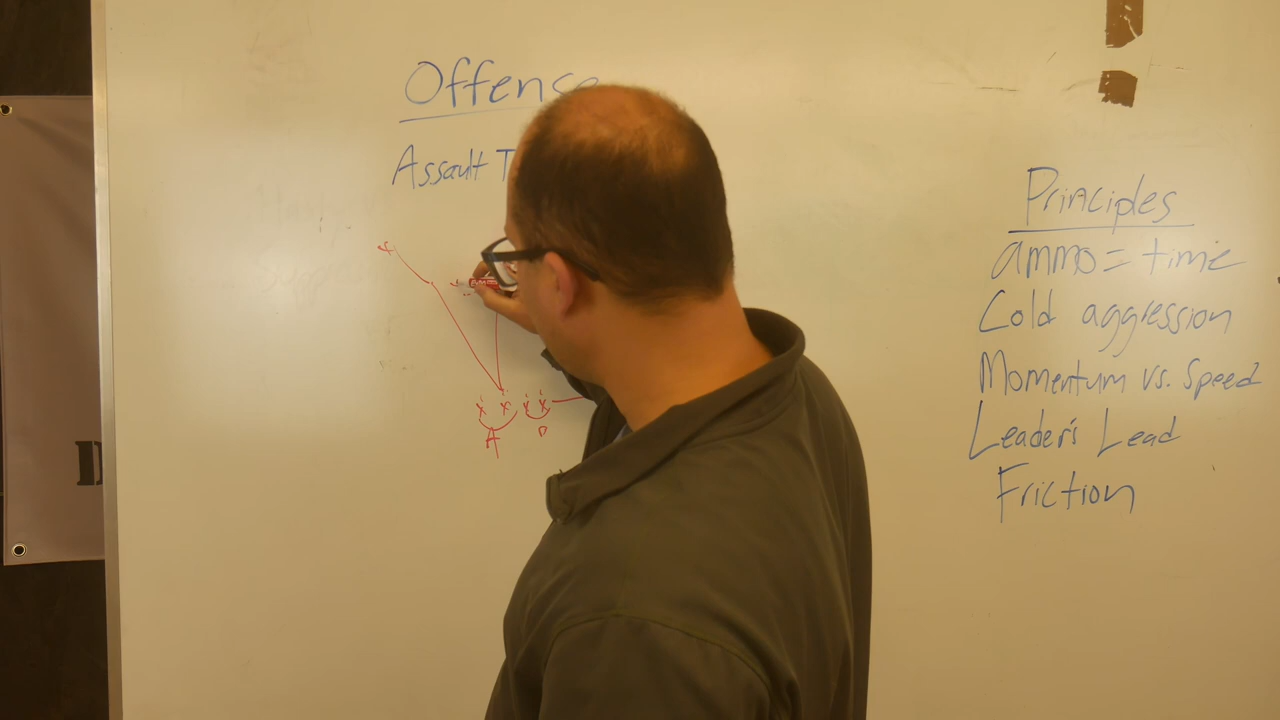 Offense
Assault T
A
D
Principles
ammo = time
Cold aggression
Momentum vs. Speed
Leader's Lead
Friction